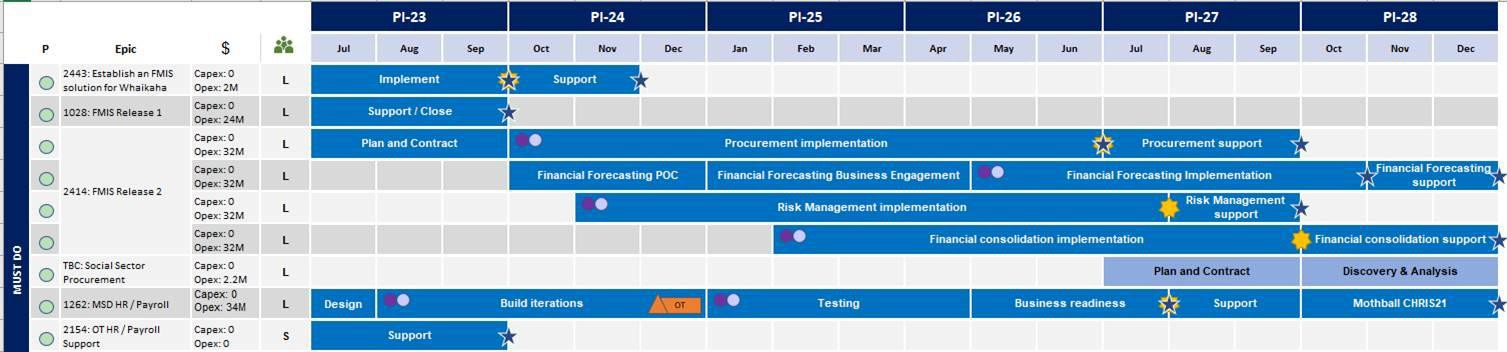 PI-23 PI-24 PI-25 PI-26 PI-27 PI-28
P Epic $ Jul Aug Sep Oct Nov Dec Jan Feb Mar Apr May Jun Jul Aug Sep Oct Nov Dec
MUST DO
2443: Establish an FMIS
solution for Waikaha
Capex: 0
Opex: 2M
L
Implement
Support
1028: FMIS Release 1
Capex: 0
Opex: 24M
L
Support / Close
2414: FMIS Release 2
Capex: 0
Opex: 32M
L
Plan and Contract
Procurement implementation
Procurement support
Capex: 0
Opex: 32M
L
Financial Forecasting POC
Financial Forecasting Business Engagement
Financial Forecasting Implementation
Financial Forecasting
support
Capex: 0
Opex: 32M
L
Risk Management implementation
Risk Management
support
Capex: 0
Opex: 32M
L
Financial consolidation implementation
Financial consolidation support
TBC: Social Sector
Procurement
Capex: 0
Opex: 2.2M
L
Plan and Contract
Discovery & Analysis
1262: MSD HR / Payroll
Capex: 0
Opex: 34M
L
Design
Build iterations
OT
Testing
Business readiness
Support
Mothball CHRIS21
2154: OT HR / Payroll
Support
Capex: 0
Opex: 0
S
Support